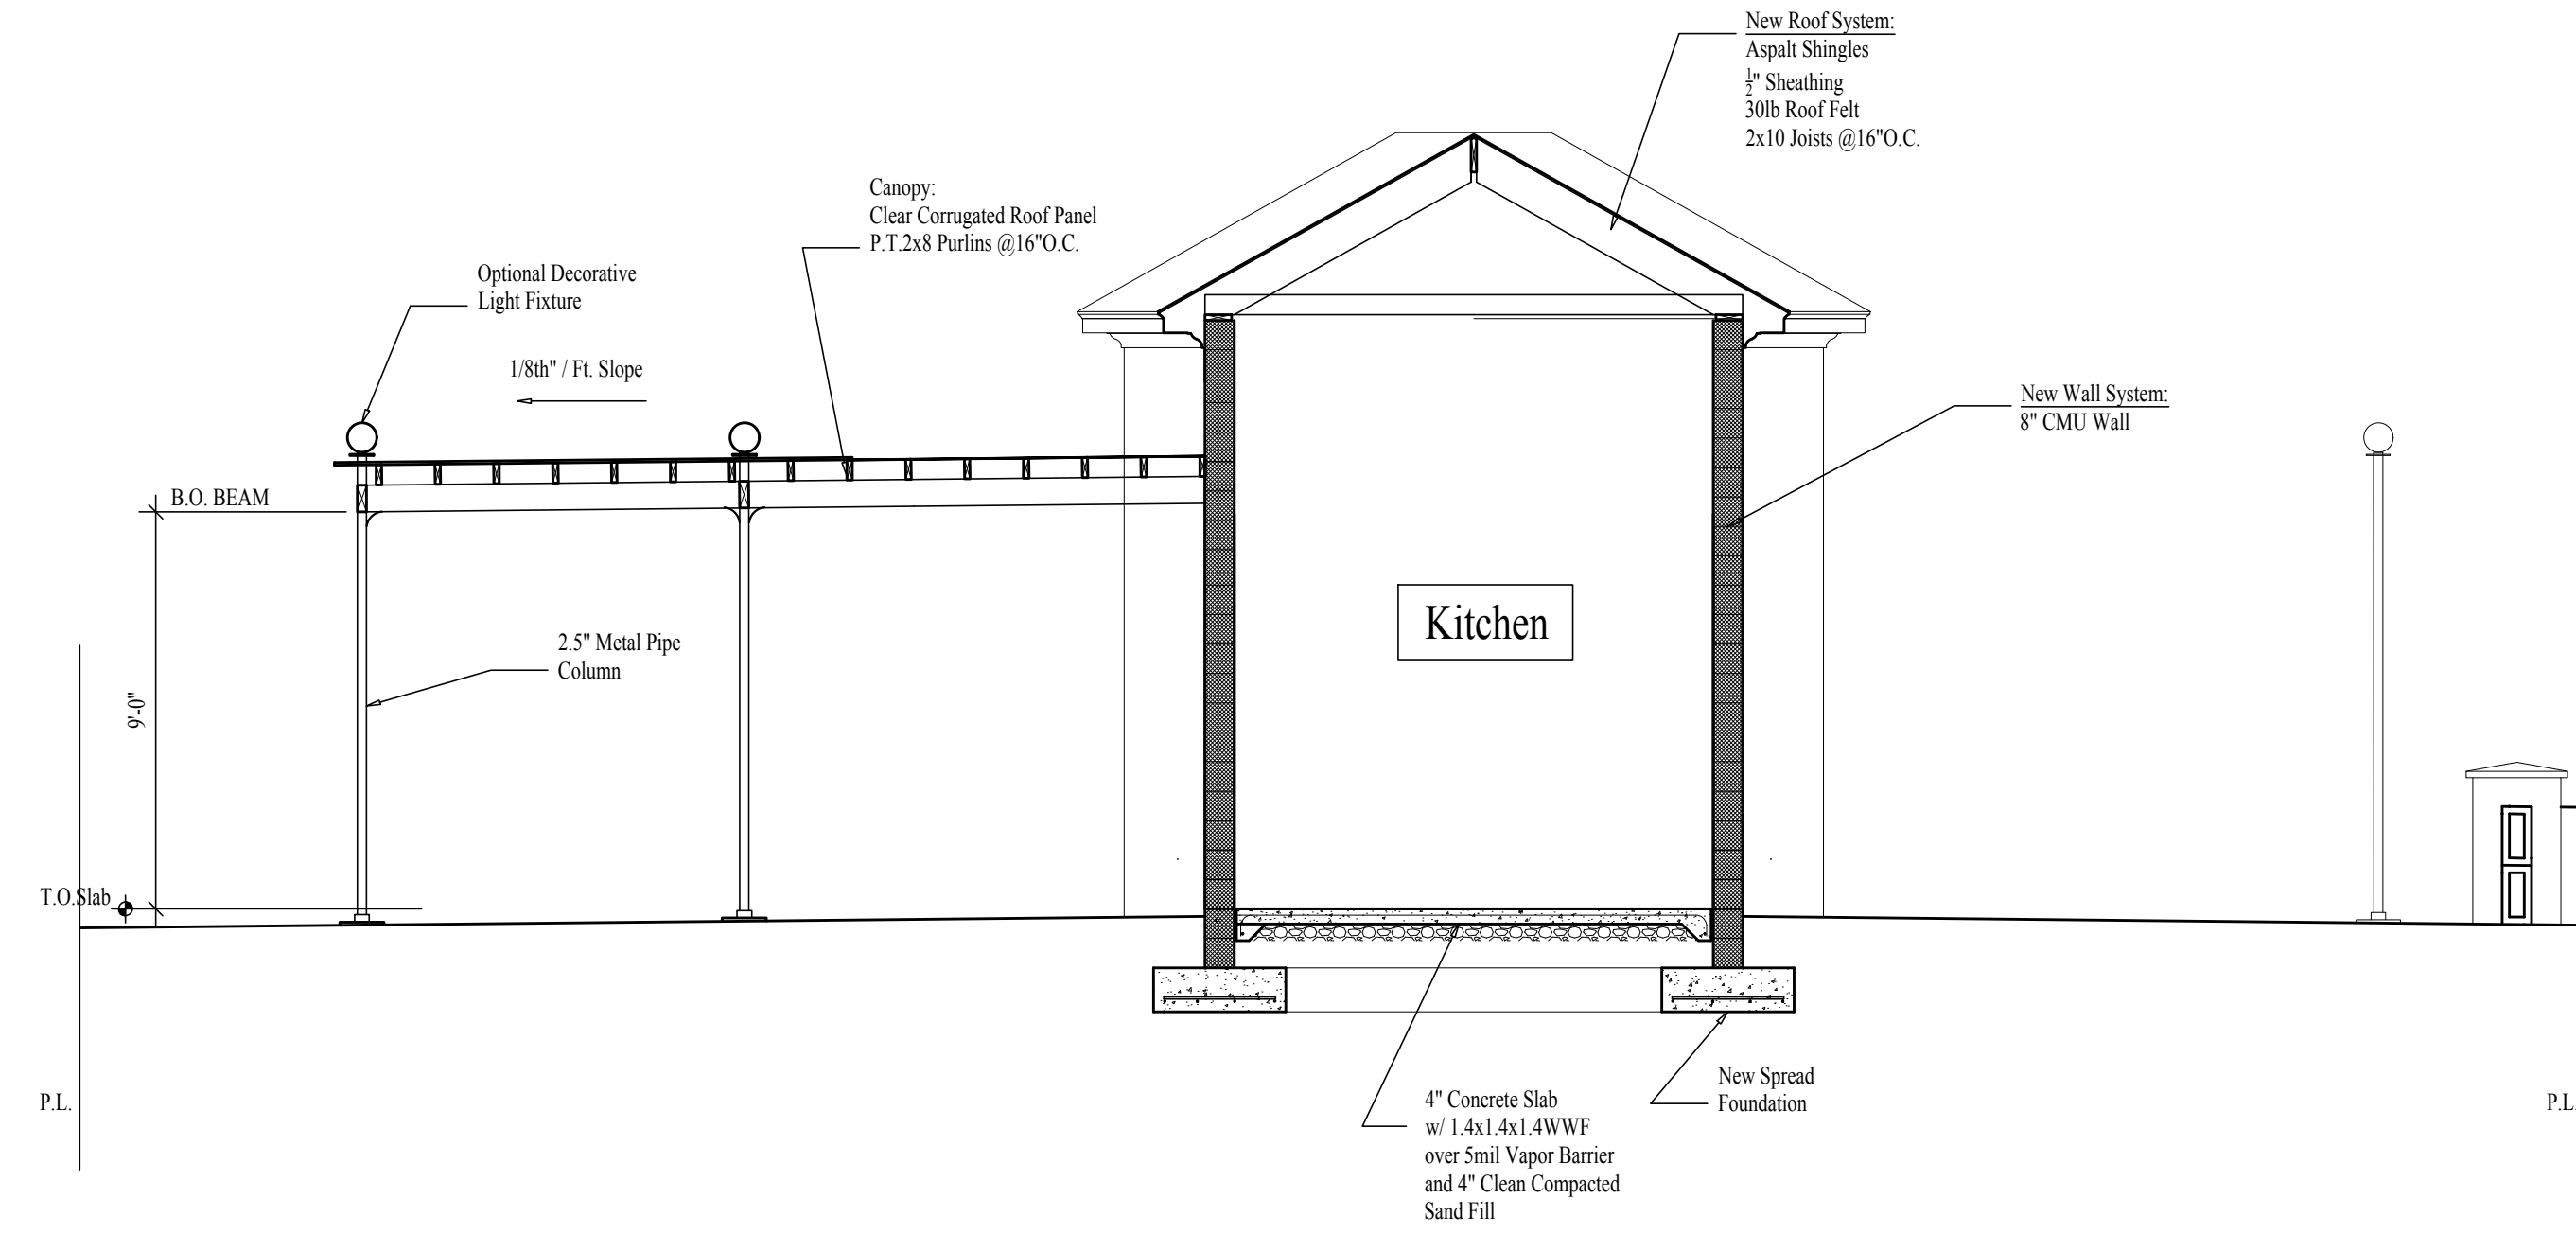 New Roof System:
Aspalt Shingles
½" Sheathing
30lb Roof Felt
2x10 Joists @16"O.C.
Canopy:
Clear Corrugated Roof Panel
P.T.2x8 Purlins @16"O.C.
Optional Decorative
Light Fixture
1/8th" / Ft. Slope
New Wall System:
8" CMU Wall
B.O. BEAM
Kitchen
2.5" Metal Pipe
Column
9'-0"
T.O.Slab
New Spread
Foundation
4" Concrete Slab
w/ 1.4x1.4x1.4WWF
over 5mil Vapor Barrier
and 4" Clean Compacted
Sand Fill
P.L.
P.L.